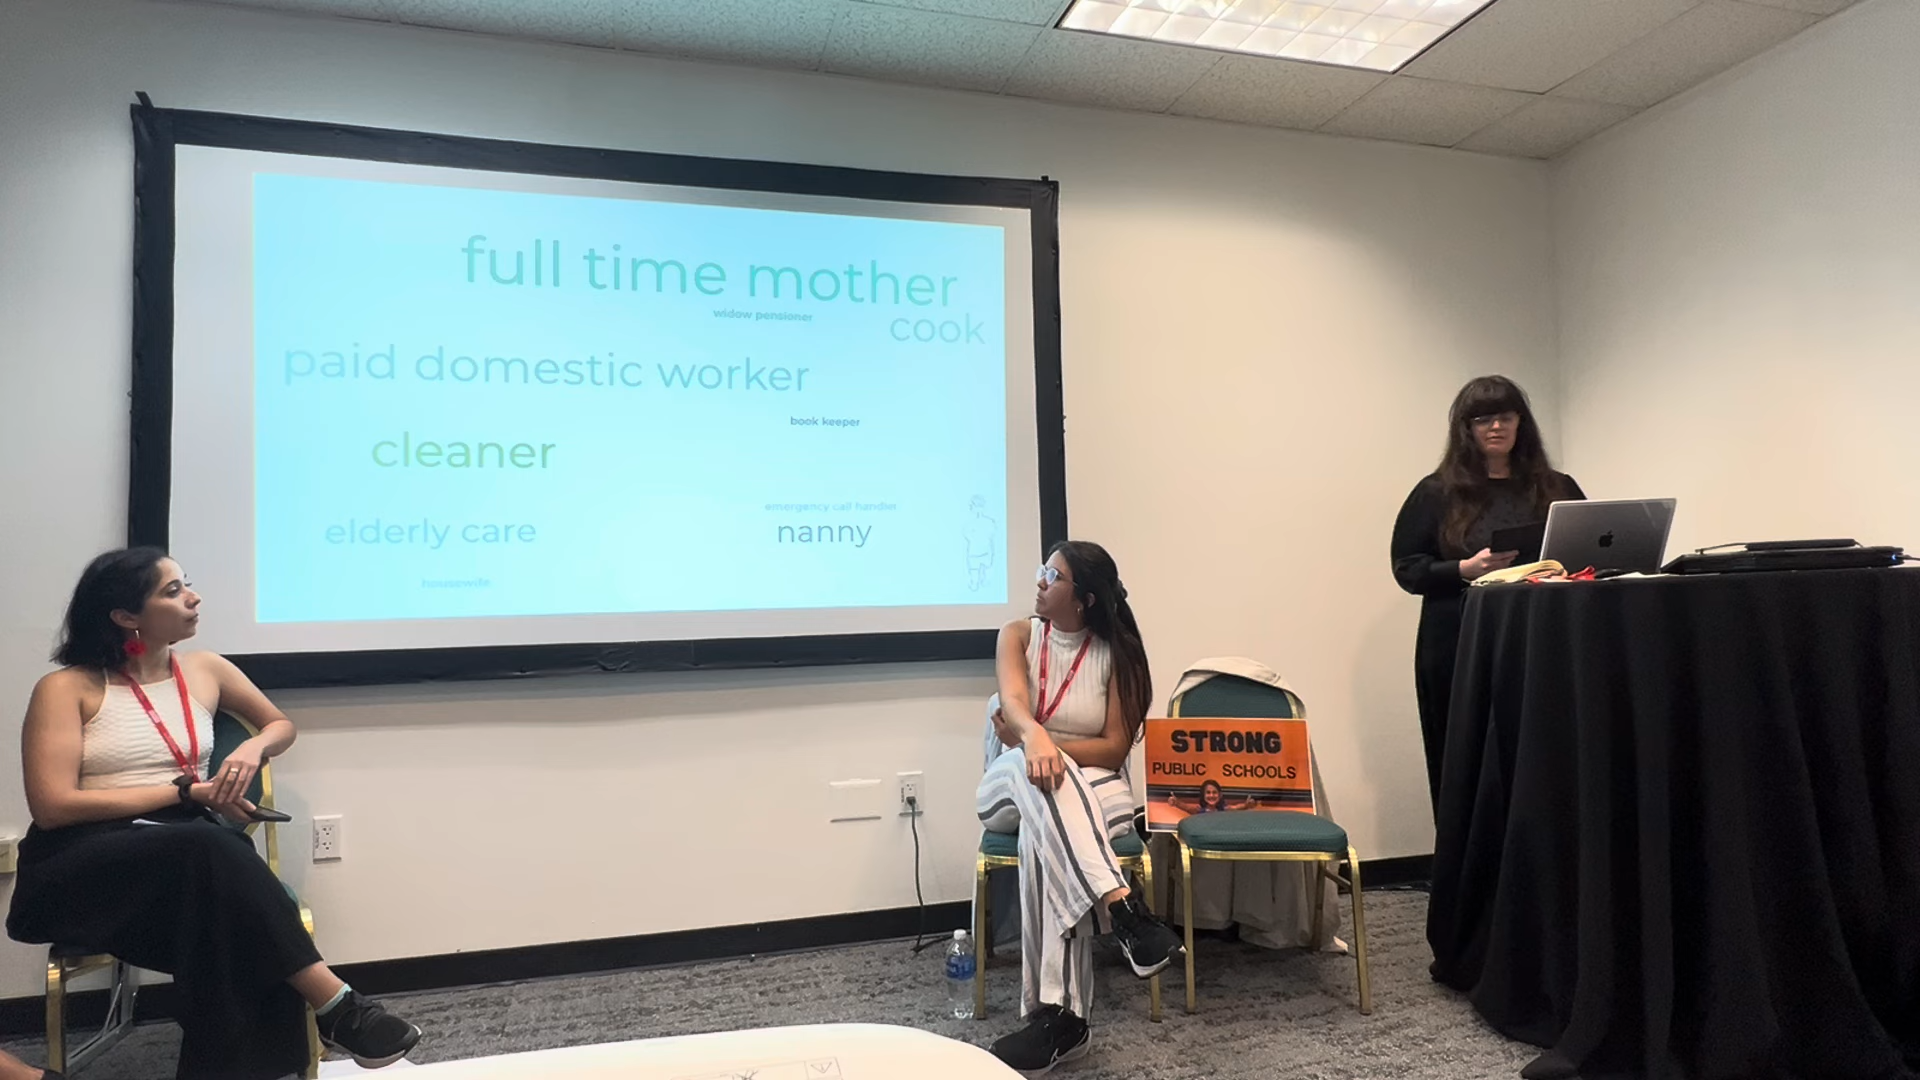 full time mother
widow pensioner
cook
paid domestic worker
book keeper
cleaner
emergency call handler
elderly care
nanny
housewife
STRONG
PUBLIC SCHOOLS